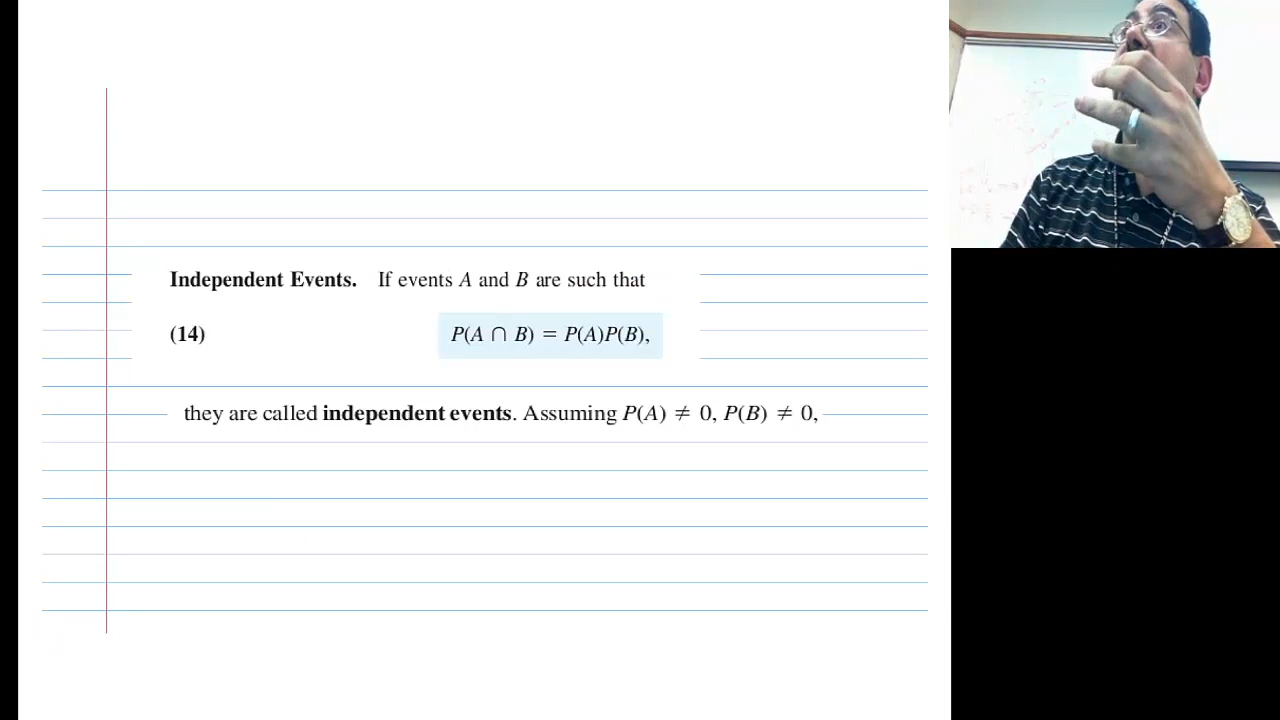 Independent Events. If events A and B are such that
(14) P(A ∩ B) = P(A)P(B),
they are called independent events. Assuming P(A) ≠ 0, P(B) ≠ 0,